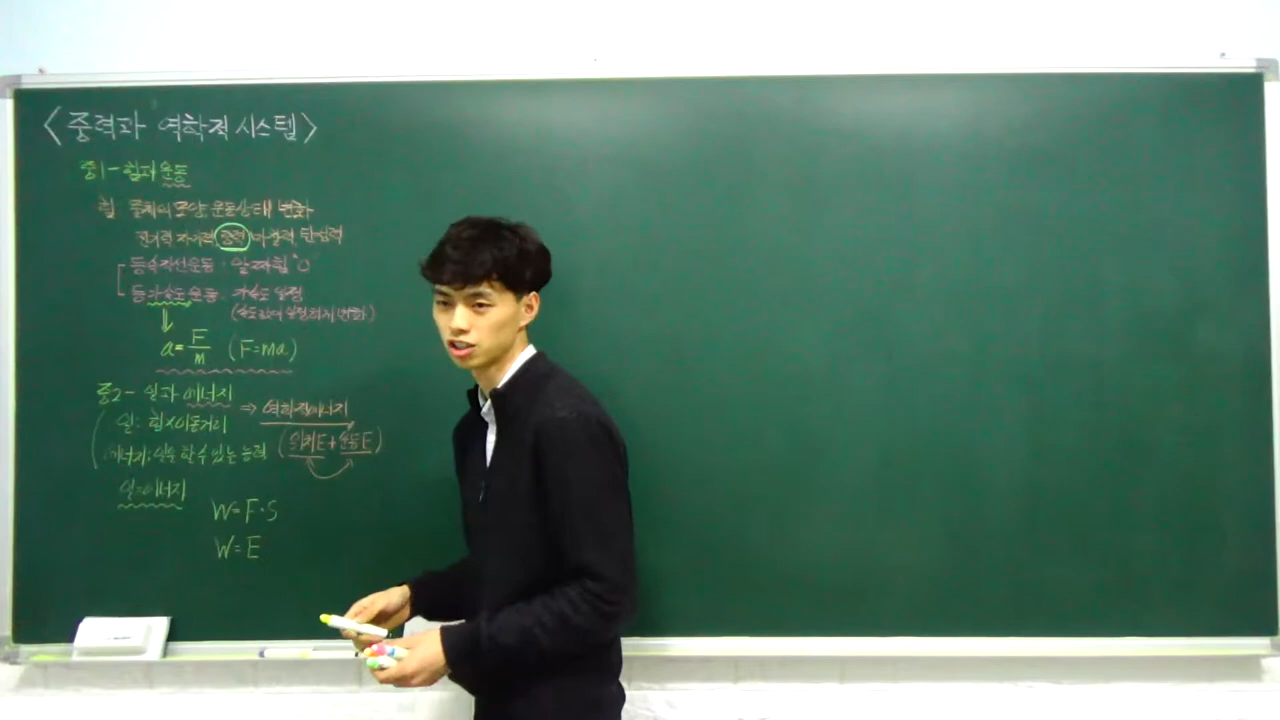 <중력과 역학적 시스템>
중1 - 힘과 운동
힘 물체의 모양, 운동상태 변화
전기력 자기력 중력 마찰력 탄성력
등속직선운동 : 알짜힘 "0"
등가속도 운동 : 가속도 일정
(속도값이 일정하게 변화)
⇓
a = F/m (F=ma)
중2 - 일과 에너지 ⇒ 역학적에너지
일: 힘×이동거리 (위치E + 운동E)
에너지: 일을 할 수 있는 능력
일=에너지
W=F·S
W=E